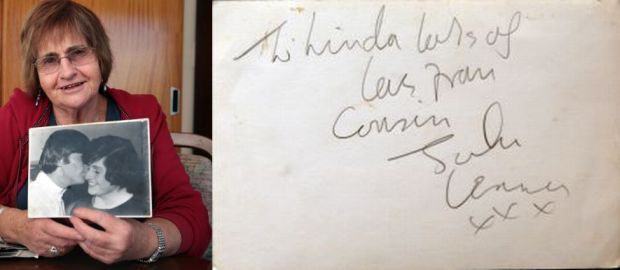 To Linda lots of
love from
Cousin
John
Lennon
xxx